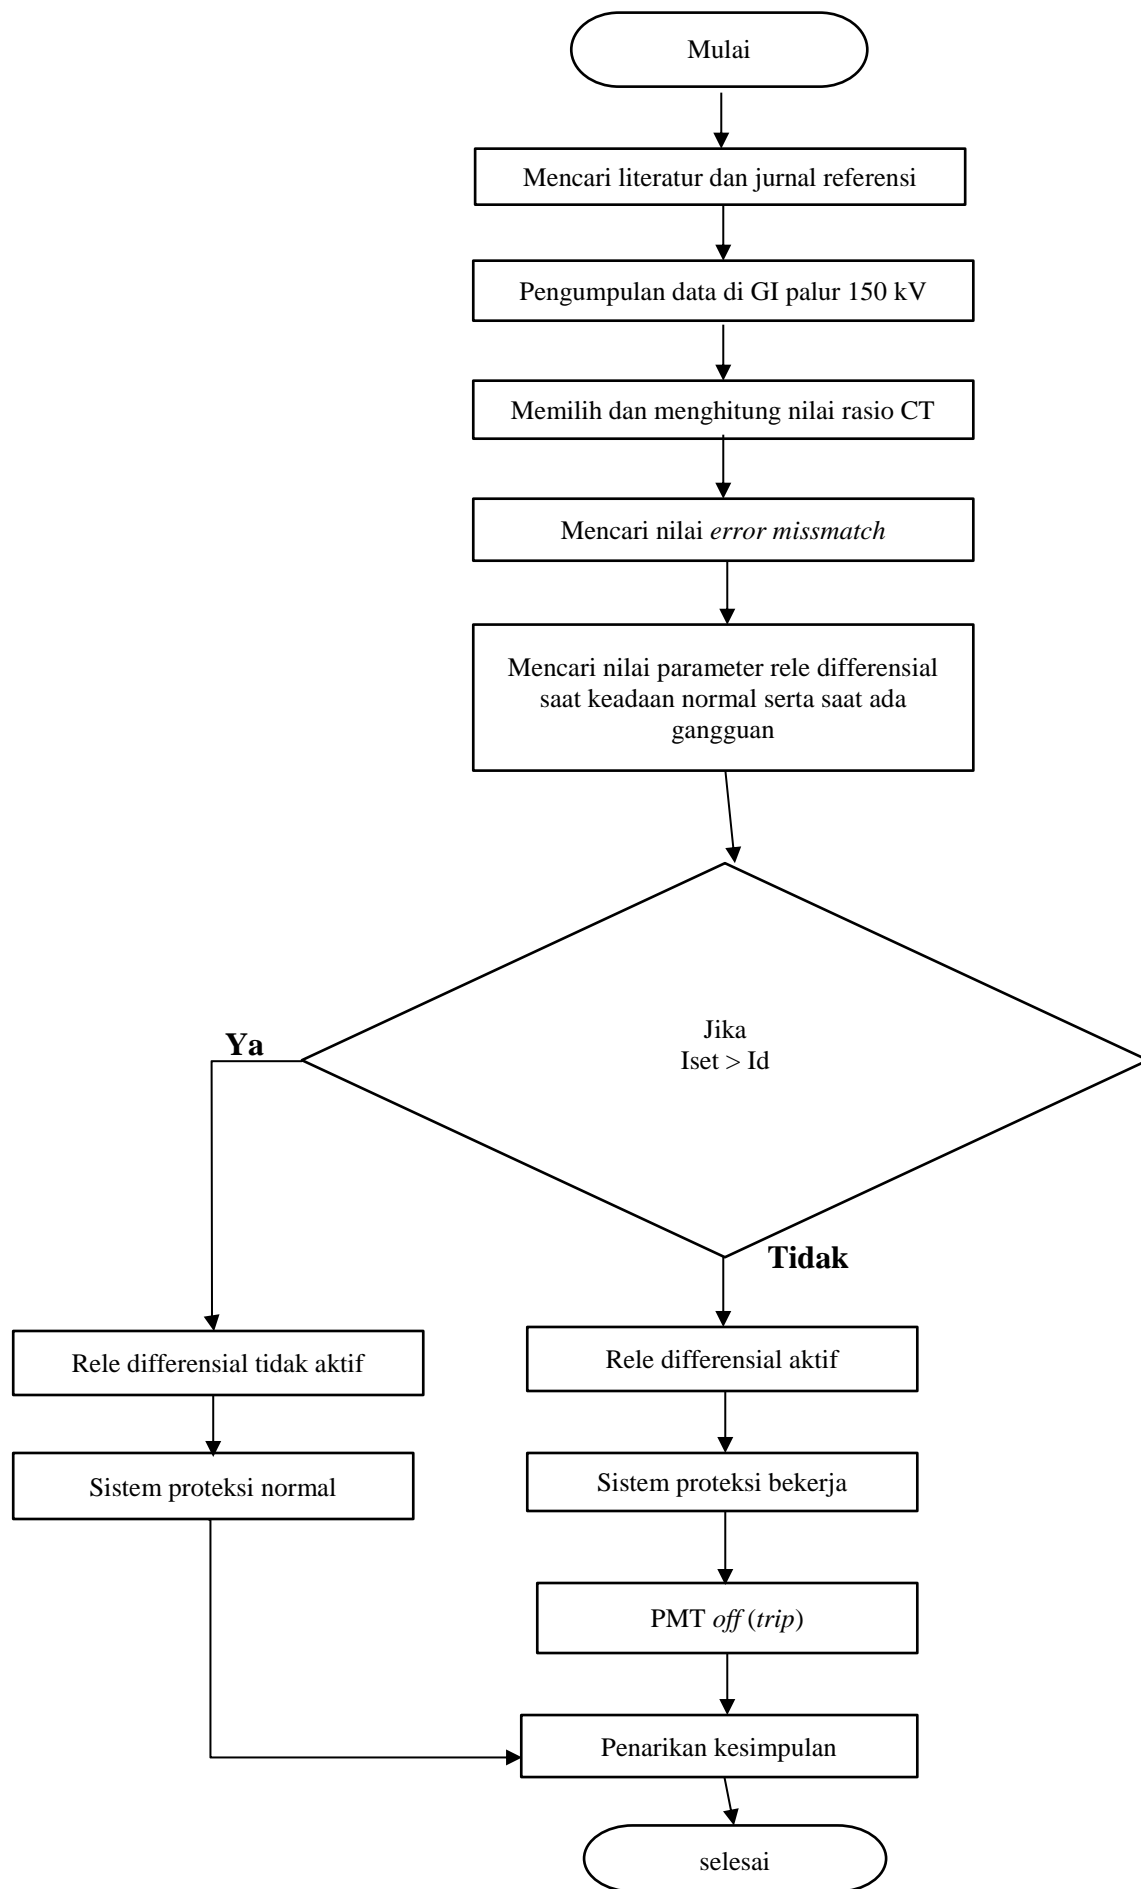 Mulai
Mencari literatur dan jurnal referensi
Pengumpulan data di GI palur 150 kV
Memilih dan menghitung nilai rasio CT
Mencari nilai error missmatch
Mencari nilai parameter rele differensial
saat keadaan normal serta saat ada
gangguan
Jika
Iset > Id
Ya
Tidak
Rele differensial tidak aktif
Rele differensial aktif
Sistem proteksi normal
Sistem proteksi bekerja
PMT off (trip)
Penarikan kesimpulan
selesai